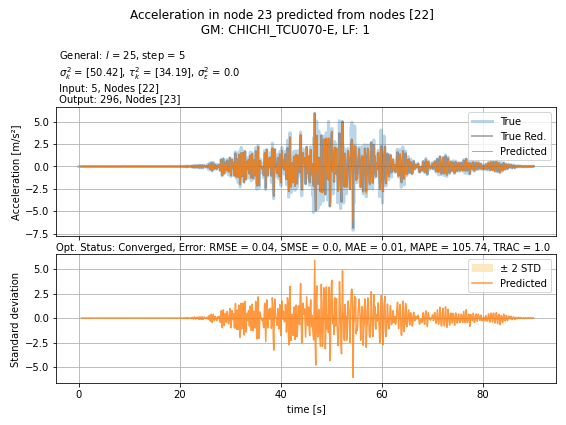 Acceleration in node 23 predicted from nodes [22]
GM: CHICHI_TCU070-E, LF: 1
General: l = 25, step = 5
σ²ₖ = [50.42], τ²ₖ = [34.19], σ²ε = 0.0
Input: 5, Nodes [22]
Output: 296, Nodes [23]
Acceleration [m/s²]
5.0
2.5
0.0
−2.5
−5.0
−7.5
True
True Red.
Predicted
Opt. Status: Converged, Error: RMSE = 0.04, SMSE = 0.0, MAE = 0.01, MAPE = 105.74, TRAC = 1.0
Standard deviation
5.0
2.5
0.0
−2.5
−5.0
± 2 STD
Predicted
0 20 40 60 80
time [s]